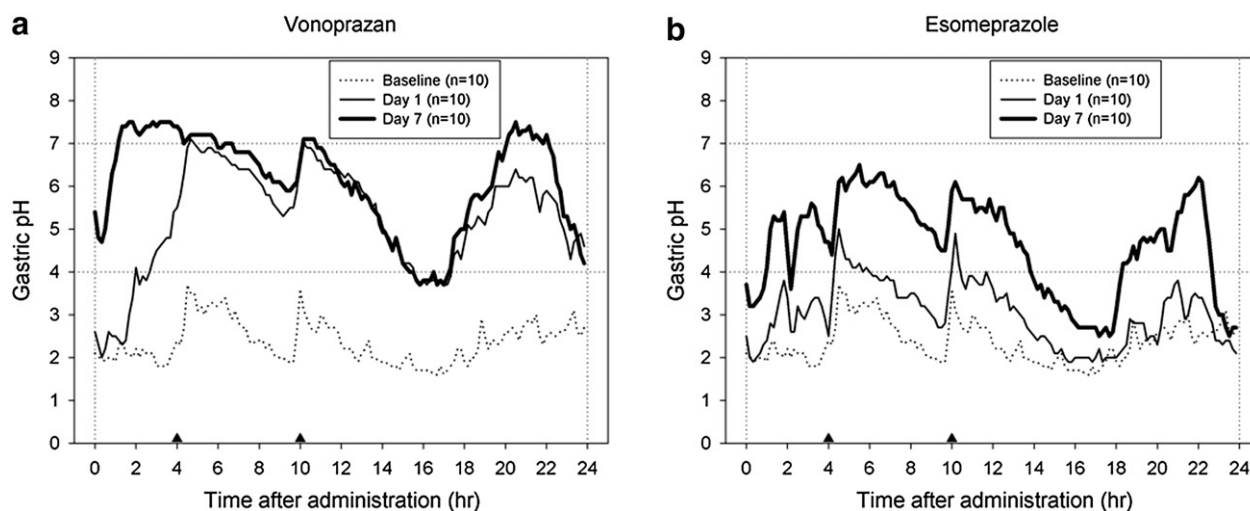 a
Vonoprazan
Gastric pH
9
8
7
6
5
4
3
2
1
0
Baseline (n=10)
Day 1 (n=10)
Day 7 (n=10)
0 2 4 6 8 10 12 14 16 18 20 22 24
Time after administration (hr)
b
Esomeprazole
Gastric pH
9
8
7
6
5
4
3
2
1
0
Baseline (n=10)
Day 1 (n=10)
Day 7 (n=10)
0 2 4 6 8 10 12 14 16 18 20 22 24
Time after administration (hr)